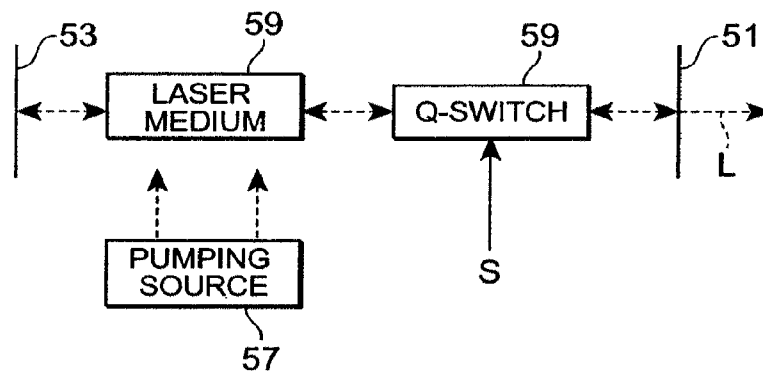 53
59
59
51
LASER
MEDIUM
Q-SWITCH
L
PUMPING
SOURCE
S
57